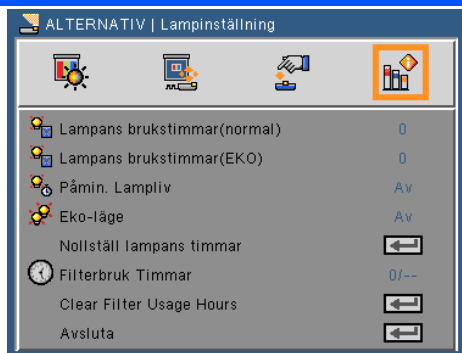 ALTERNATIV | Lampinställning
Lampans brukstimmar(normal) 0
Lampans brukstimmar(EKO) 0
Påmin. Lampliv Av
Eko-läge Av
Nollställ lampans timmar
Filterbruk Timmar 0/--
Clear Filter Usage Hours
Avsluta